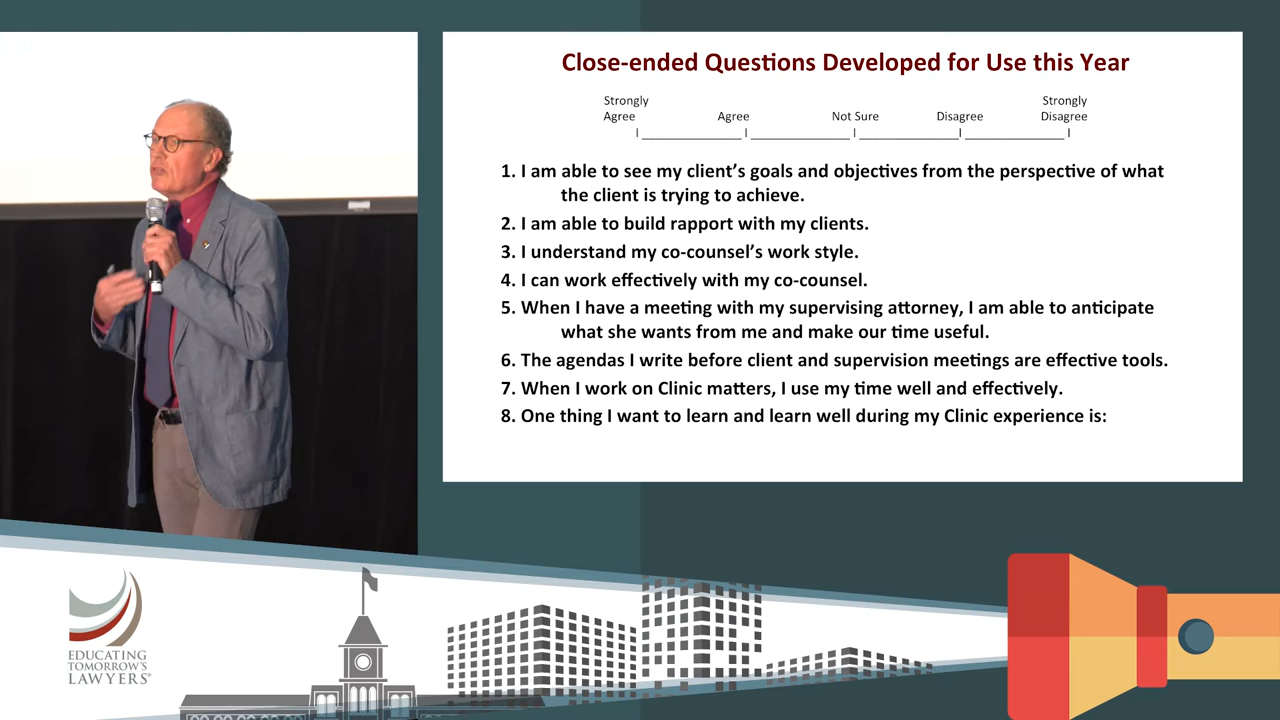 Close-ended Questions Developed for Use this Year
Strongly
Agree
Agree
Not Sure
Disagree
Strongly
Disagree
1. I am able to see my client's goals and objectives from the perspective of what
the client is trying to achieve.
2. I am able to build rapport with my clients.
3. I understand my co-counsel's work style.
4. I can work effectively with my co-counsel.
5. When I have a meeting with my supervising attorney, I am able to anticipate
what she wants from me and make our time useful.
6. The agendas I write before client and supervision meetings are effective tools.
7. When I work on Clinic matters, I use my time well and effectively.
8. One thing I want to learn and learn well during my Clinic experience is:
EDUCATING
TOMORROW'S
LAWYERS®